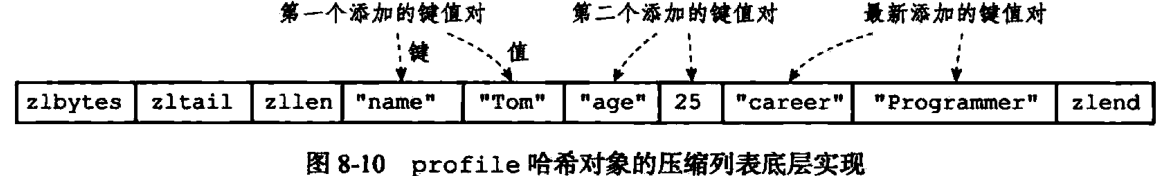 第一个添加的键值对 第二个添加的键值对 最新添加的键值对
键 值
zlbytes zltail zllen "name" "Tom" "age" 25 "career" "Programmer" zlend
图 8-10 profile 哈希对象的压缩列表底层实现